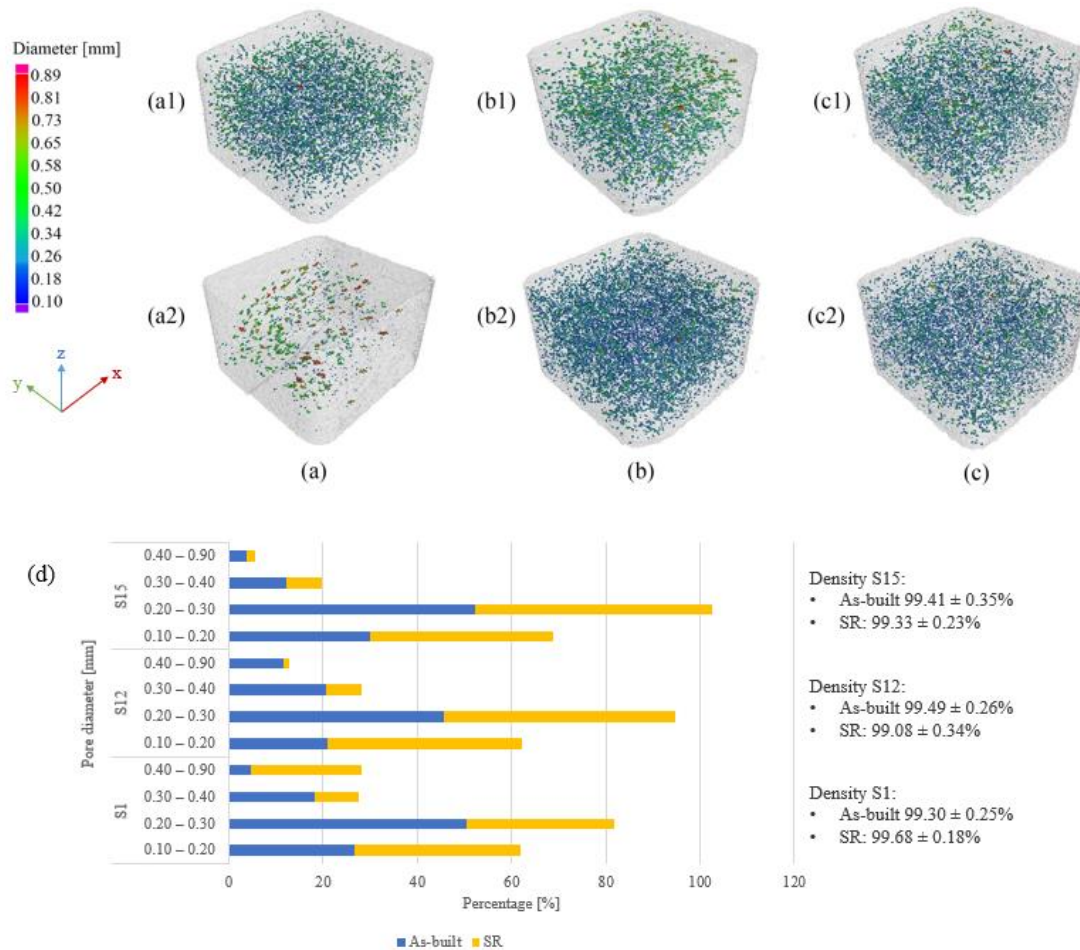 Diameter [mm]
0.89
0.81
0.73
0.65
0.58
0.50
0.42
0.34
0.26
0.18
0.10
(a1)
(b1)
(c1)
(a2)
(b2)
(c2)
z
y
x
(a)
(b)
(c)
(d)
Pore diameter [mm]
S15
0.40 – 0.90
0.30 – 0.40
0.20 – 0.30
0.10 – 0.20
S12
0.40 – 0.90
0.30 – 0.40
0.20 – 0.30
0.10 – 0.20
S1
0.40 – 0.90
0.30 – 0.40
0.20 – 0.30
0.10 – 0.20
0 20 40 60 80 100 120
Percentage [%]
As-built SR
Density S15:
• As-built 99.41 ± 0.35%
• SR: 99.33 ± 0.23%
Density S12:
• As-built 99.49 ± 0.26%
• SR: 99.08 ± 0.34%
Density S1:
• As-built 99.30 ± 0.25%
• SR: 99.68 ± 0.18%